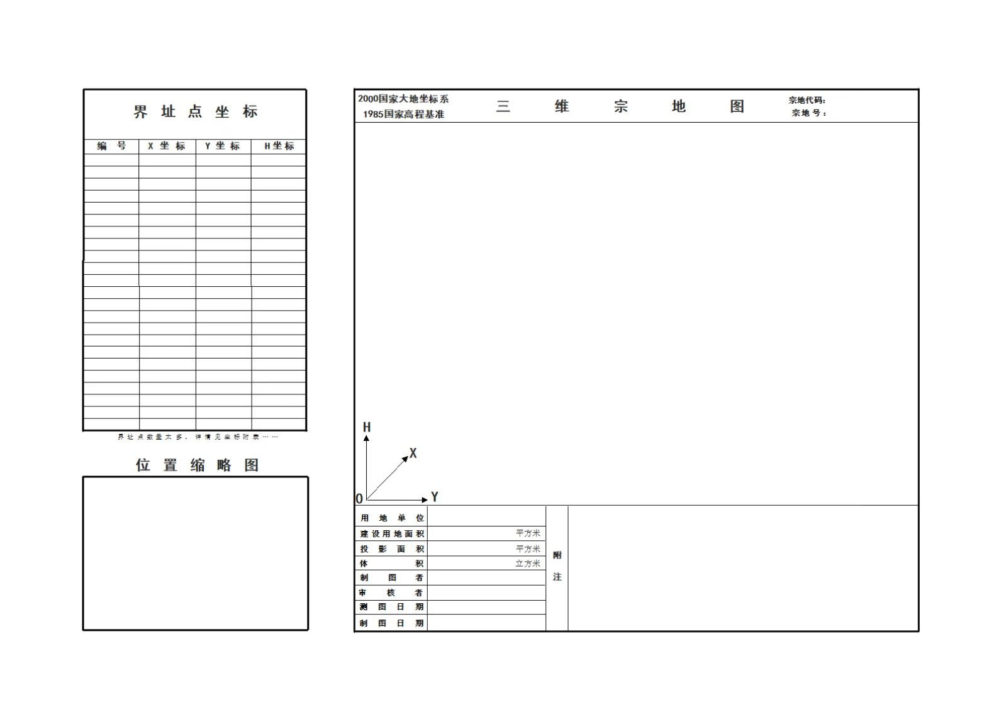 界址点坐标
编号 X坐标 Y坐标 H坐标
界址点数量太多，详情见坐标附表……
位置缩略图
2000国家大地坐标系
1985国家高程基准
三维宗地图
宗地代码：
宗地号：
H
X
O
Y
用地单位
建设用地面积 平方米
投影面积 平方米
体积 立方米
制图者
审核者
测图日期
制图日期
附
注